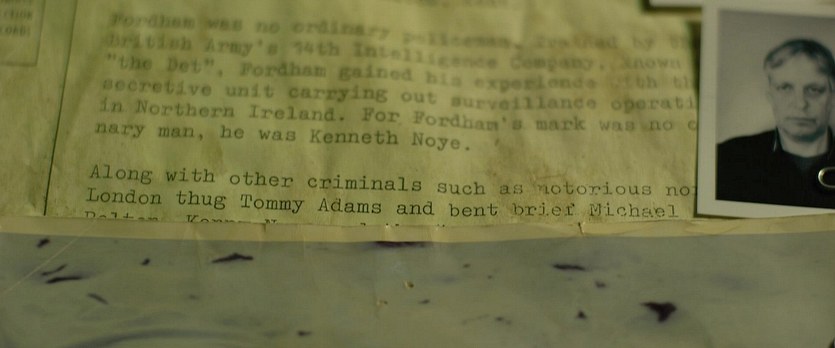 Fordham was no ordinary policeman. Trained by the
British Army's 14th Intelligence Company, known
"the Det", Fordham gained his experience with th
secretive unit carrying out surveillance operati
in Northern Ireland. For Fordham's mark was no o
nary man, he was Kenneth Noye.
Along with other criminals such as notorious no
London thug Tommy Adams and bent brief Michael